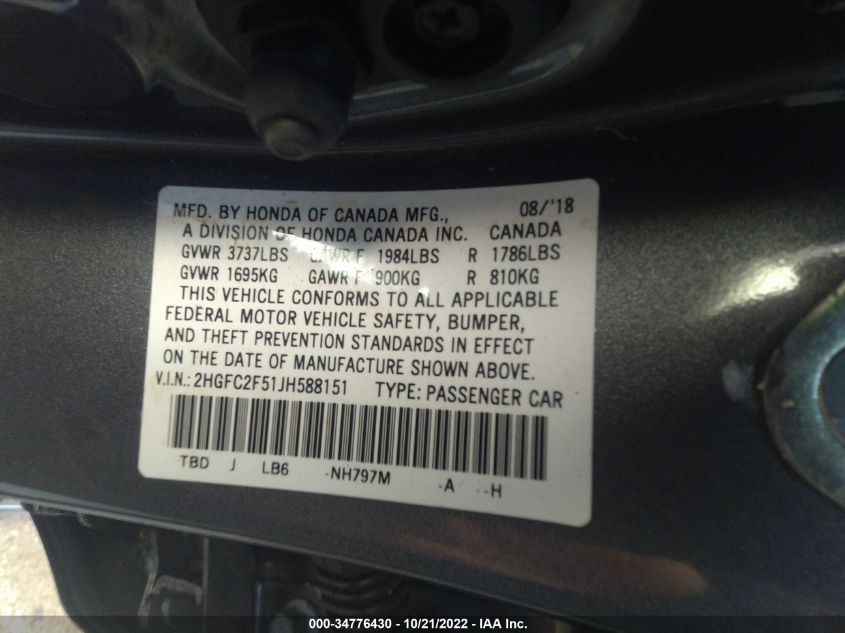 MFD. BY HONDA OF CANADA MFG., 08/'18
A DIVISION OF HONDA CANADA INC. CANADA
GVWR 3737LBS GAWR F 1984LBS R 1786LBS
GVWR 1695KG GAWR F 900KG R 810KG
THIS VEHICLE CONFORMS TO ALL APPLICABLE
FEDERAL MOTOR VEHICLE SAFETY, BUMPER,
AND THEFT PREVENTION STANDARDS IN EFFECT
ON THE DATE OF MANUFACTURE SHOWN ABOVE.
V.I.N.: 2HGFC2F51JH588151 TYPE: PASSENGER CAR
TBD J LB6 -NH797M -A -H
000-34776430 - 10/21/2022 - IAA Inc.